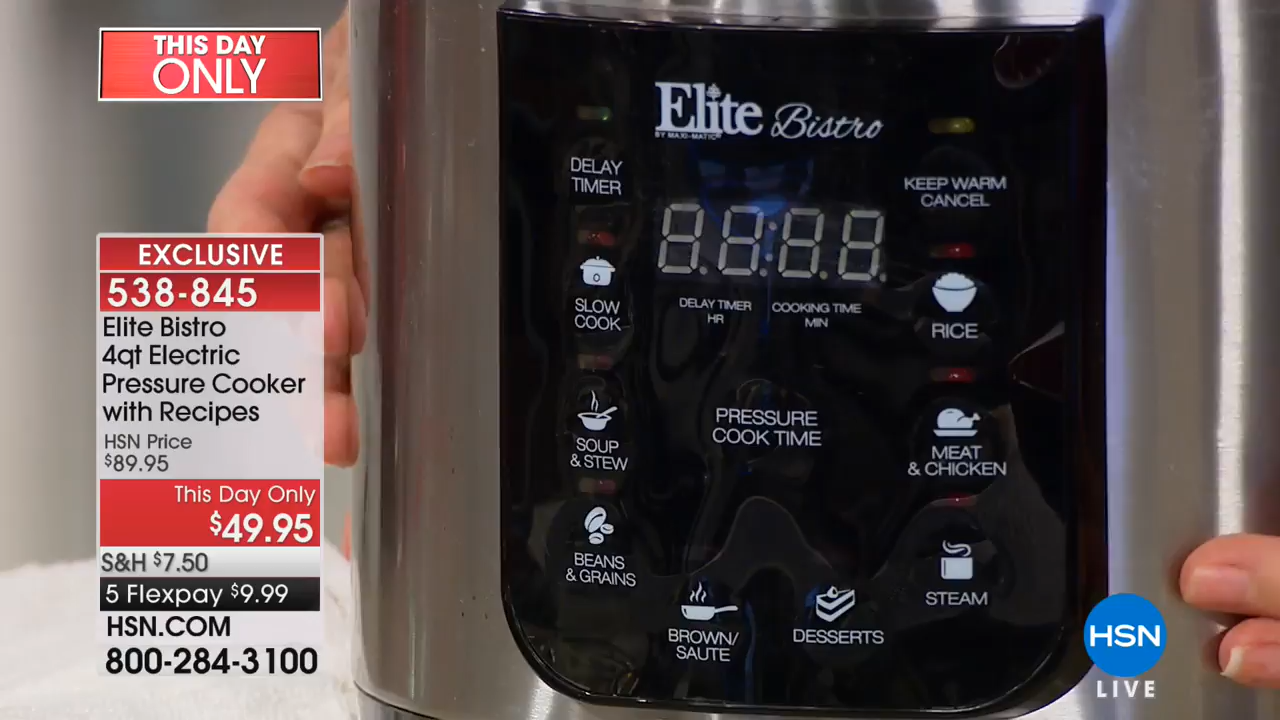 THIS DAY
ONLY
EXCLUSIVE
538-845
Elite Bistro
4qt Electric
Pressure Cooker
with Recipes
HSN Price
$89.95
This Day Only
$49.95
S&H $7.50
5 Flexpay $9.99
HSN.COM
800-284-3100
Elite Bistro
BY MAXI-MATIC
DELAY
TIMER
KEEP WARM
CANCEL
SLOW
COOK
DELAY TIMER
HR
COOKING TIME
MIN
RICE
SOUP
& STEW
PRESSURE
COOK TIME
MEAT
& CHICKEN
BEANS
& GRAINS
BROWN/
SAUTE
DESSERTS
STEAM
HSN
LIVE